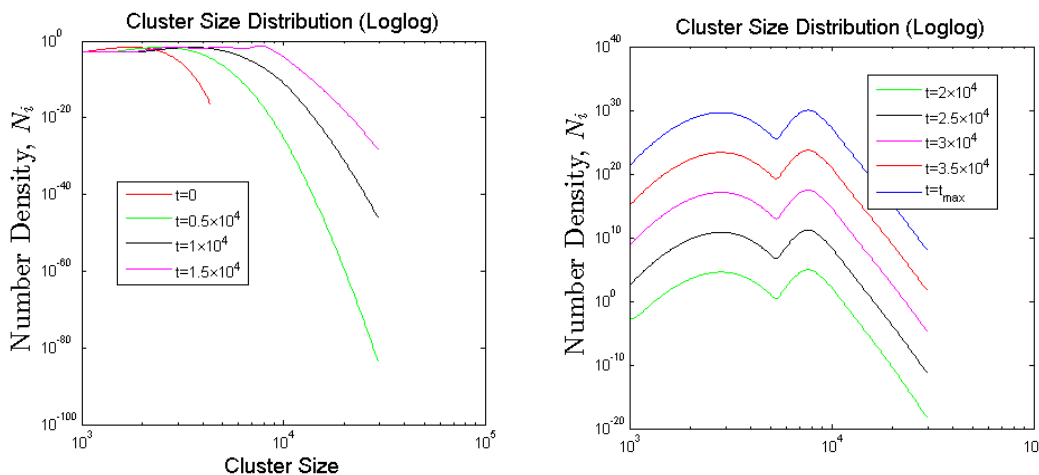 Cluster Size Distribution (Loglog)
10^0
10^-20
10^-40
10^-60
10^-80
10^-100
Number Density, N_i
t=0
t=0.5×10^4
t=1×10^4
t=1.5×10^4
10^3
10^4
10^5
Cluster Size
Cluster Size Distribution (Loglog)
10^40
10^30
10^20
10^10
10^0
10^-10
10^-20
Number Density, N_i
t=2×10^4
t=2.5×10^4
t=3×10^4
t=3.5×10^4
t=t_max
10^3
10^4
10